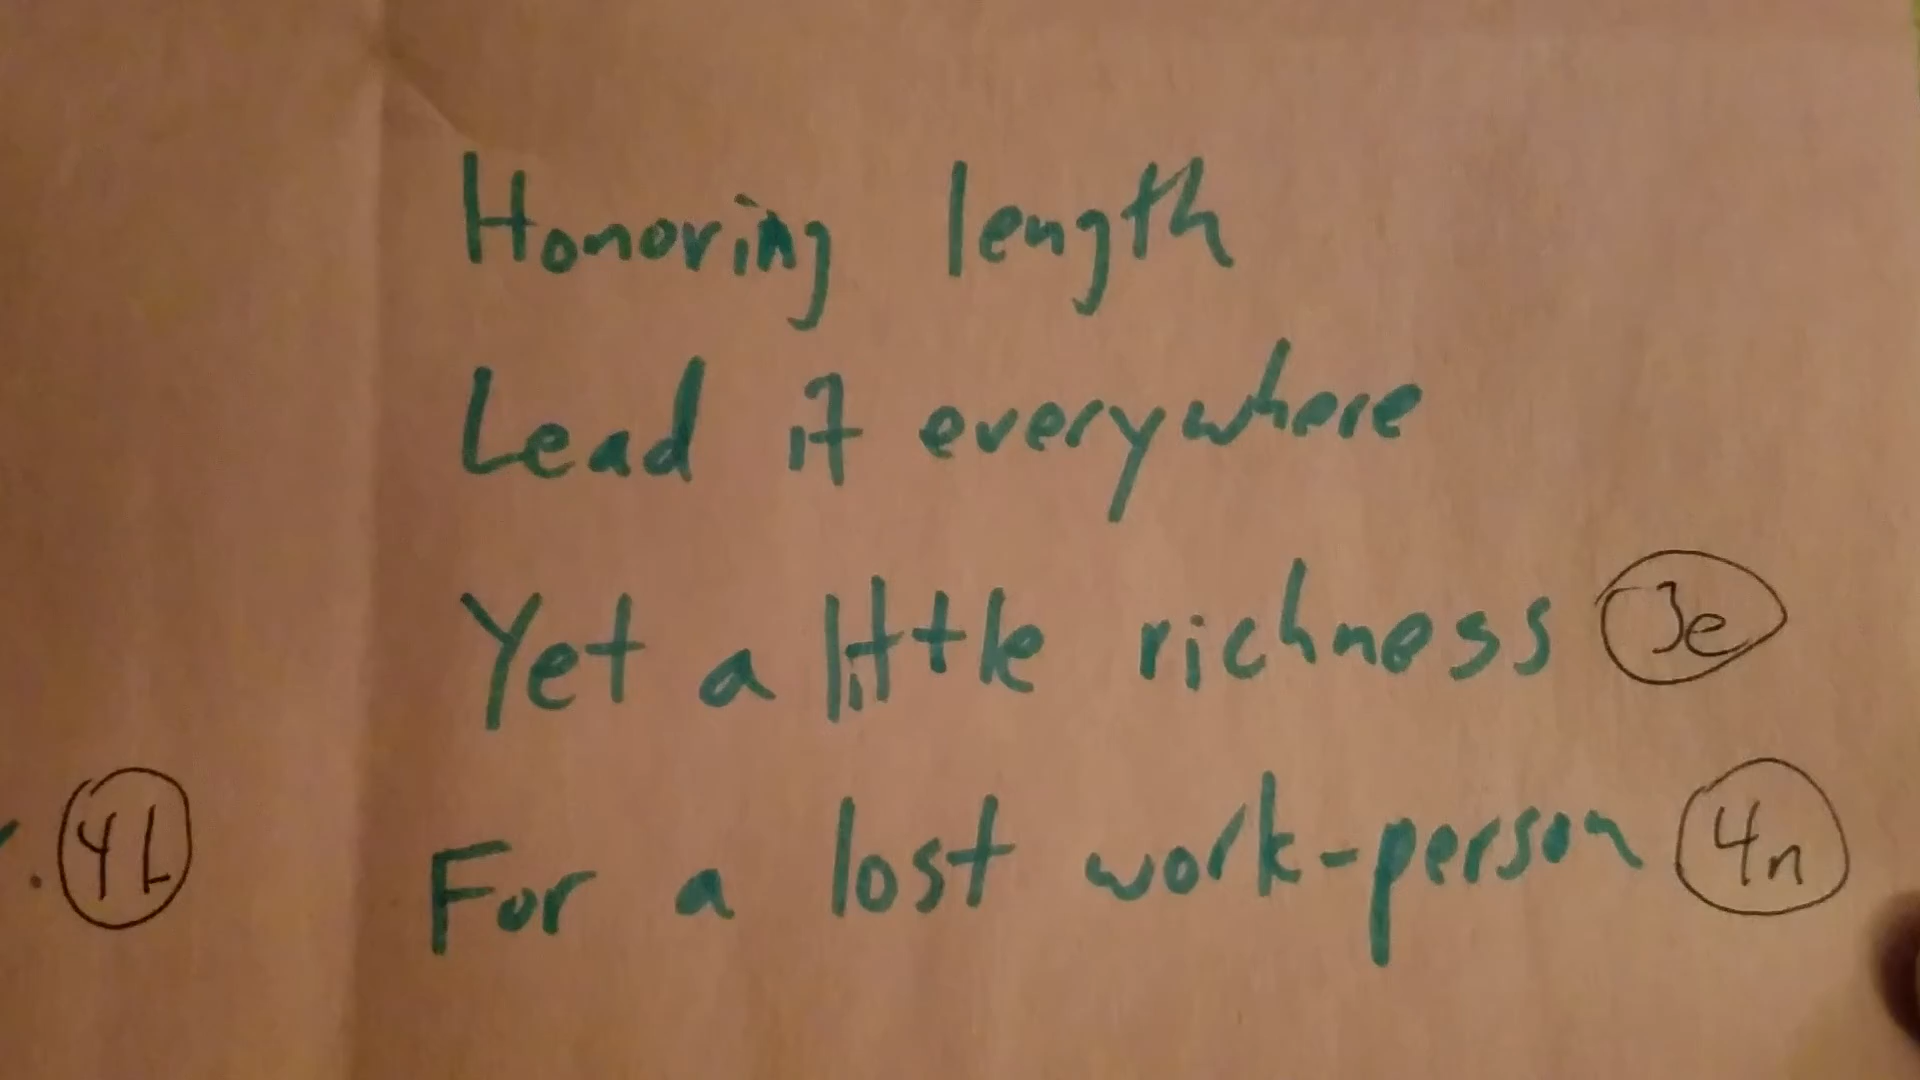 Honoring length
Lead it everywhere
Yet a little richness 3e
4L
For a lost work-person 4n